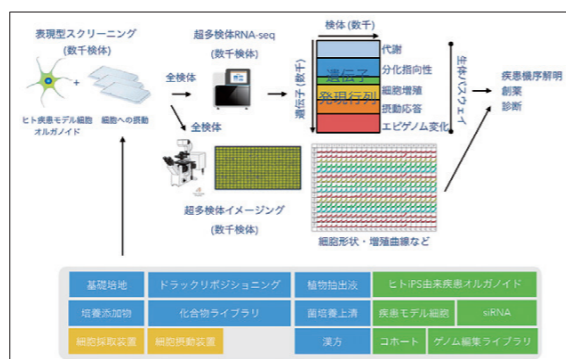 表現型スクリーニング
(数千検体)
超多検体RNA-seq
(数千検体)
検体（数千）
全検体
ヒト疾患モデル細胞
オルガノイド
細胞への摂動
全検体
遺伝子(数千)
遺伝子
発現行列
代謝
分化指向性
細胞増殖
摂動応答
エピゲノム変化
生体パスウェイ
疾患機序解明
創薬
診断
超多検体イメージング
(数千検体)
細胞形状・増殖曲線など
基礎培地
ドラックリポジショニング
植物抽出液
ヒトiPS由来疾患オルガノイド
培養添加物
化合物ライブラリ
菌培養上清
疾患モデル細胞
siRNA
細胞採取装置
細胞摂動装置
漢方
コホート
ゲノム編集ライブラリ